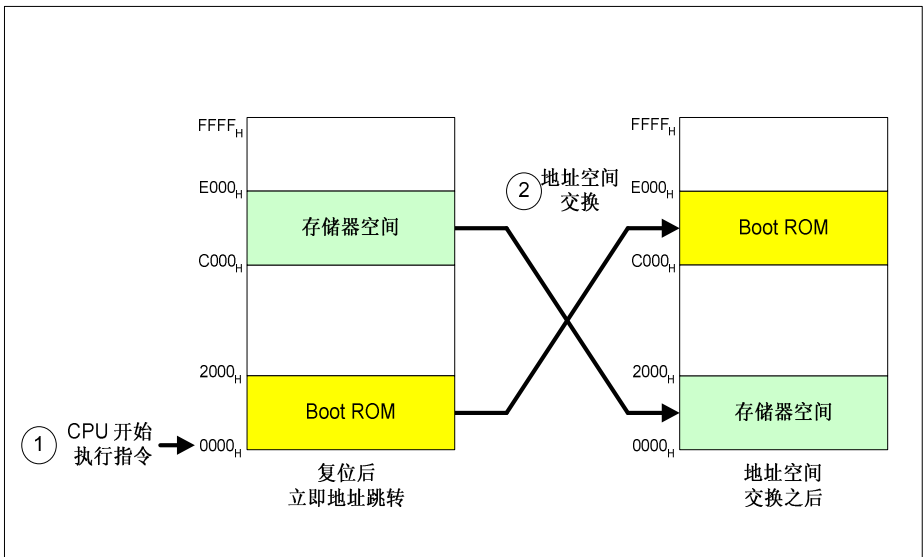 FFFFH
E000H
存储器空间
C000H
2000H
Boot ROM
0000H
1
CPU 开始
执行指令
复位后
立即地址跳转
2
地址空间
交换
FFFFH
E000H
Boot ROM
C000H
2000H
存储器空间
0000H
地址空间
交换之后